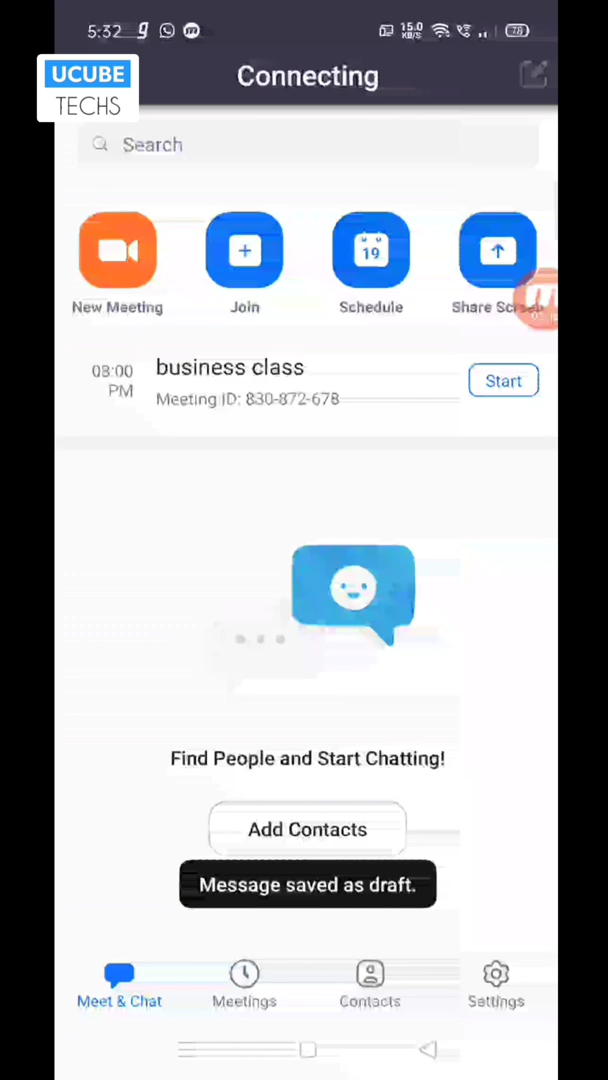 5:32
15.0
KB/S
78
UCUBE
TECHS
Connecting
Search
19
New Meeting
Join
Schedule
Share Screen
08:00
PM
business class
Meeting ID: 830-872-678
Start
Find People and Start Chatting!
Add Contacts
Message saved as draft.
Meet & Chat
Meetings
Contacts
Settings